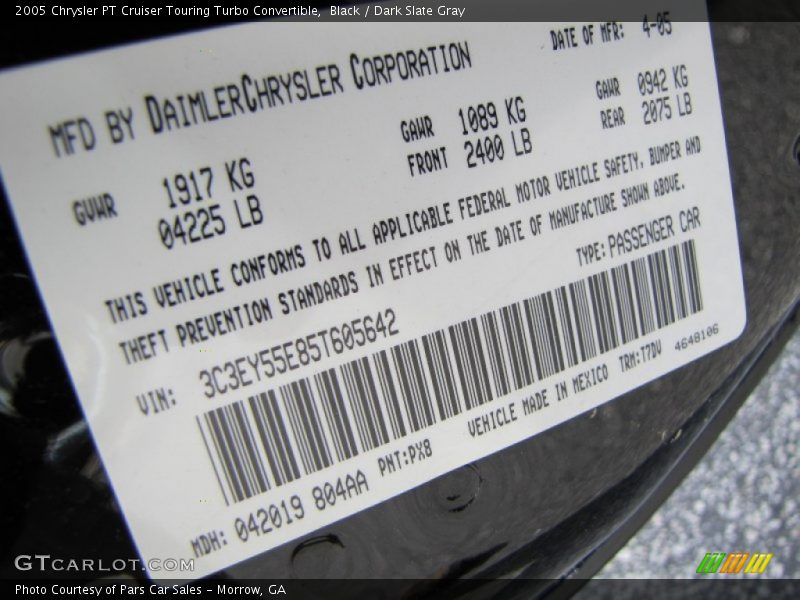 2005 Chrysler PT Cruiser Touring Turbo Convertible, Black / Dark Slate Gray
MFD BY DAIMLERCHRYSLER CORPORATION
DATE OF MFR: 4-05
GVWR 1917 KG
04225 LB
GAWR FRONT 1089 KG
2400 LB
GAWR REAR 0942 KG
2075 LB
THIS VEHICLE CONFORMS TO ALL APPLICABLE FEDERAL MOTOR VEHICLE SAFETY, BUMPER AND
THEFT PREVENTION STANDARDS IN EFFECT ON THE DATE OF MANUFACTURE SHOWN ABOVE.
VIN: 3C3EY55E85T605642
TYPE: PASSENGER CAR
MDH: 042019 804AA PNT: PX8
VEHICLE MADE IN MEXICO TRM: T7DV 4648106
GTCARLOT.COM
Photo Courtesy of Pars Car Sales - Morrow, GA